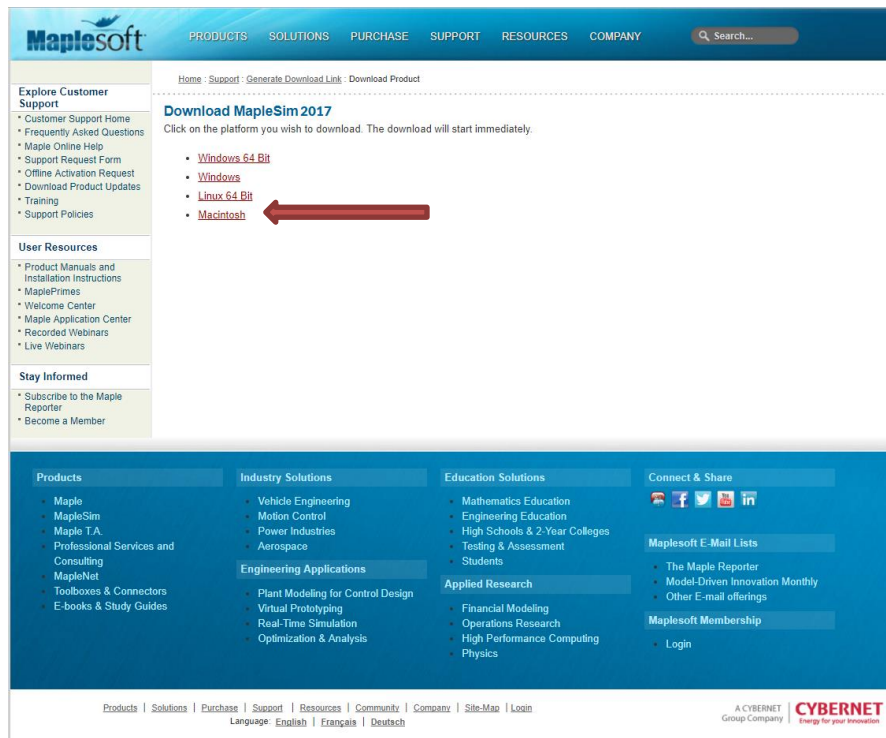 Maplesoft
PRODUCTS SOLUTIONS PURCHASE SUPPORT RESOURCES COMPANY
Search...
Home : Support : Generate Download Link : Download Product
Explore Customer
Support
Customer Support Home
Frequently Asked Questions
Maple Online Help
Support Request Form
Offline Activation Request
Download Product Updates
Training
Support Policies
User Resources
Product Manuals and
Installation Instructions
MaplePrimes
Welcome Center
Maple Application Center
Recorded Webinars
Live Webinars
Stay Informed
Subscribe to the Maple
Reporter
Become a Member
Download MapleSim 2017
Click on the platform you wish to download. The download will start immediately.
Windows 64 Bit
Windows
Linux 64 Bit
Macintosh
Products
Maple
MapleSim
Maple T.A.
Professional Services and
Consulting
MapleNet
Toolboxes & Connectors
E-books & Study Guides
Industry Solutions
Vehicle Engineering
Motion Control
Power Industries
Aerospace
Engineering Applications
Plant Modeling for Control Design
Virtual Prototyping
Real-Time Simulation
Optimization & Analysis
Education Solutions
Mathematics Education
Engineering Education
High Schools & 2-Year Colleges
Testing & Assessment
Students
Applied Research
Financial Modeling
Operations Research
High Performance Computing
Physics
Connect & Share
Maplesoft E-Mail Lists
The Maple Reporter
Model-Driven Innovation Monthly
Other E-mail offerings
Maplesoft Membership
Login
Products | Solutions | Purchase | Support | Resources | Community | Company | Site-Map | Login
Language: English | Français | Deutsch
A CYBERNET
Group Company
CYBERNET
Energy for your Innovation